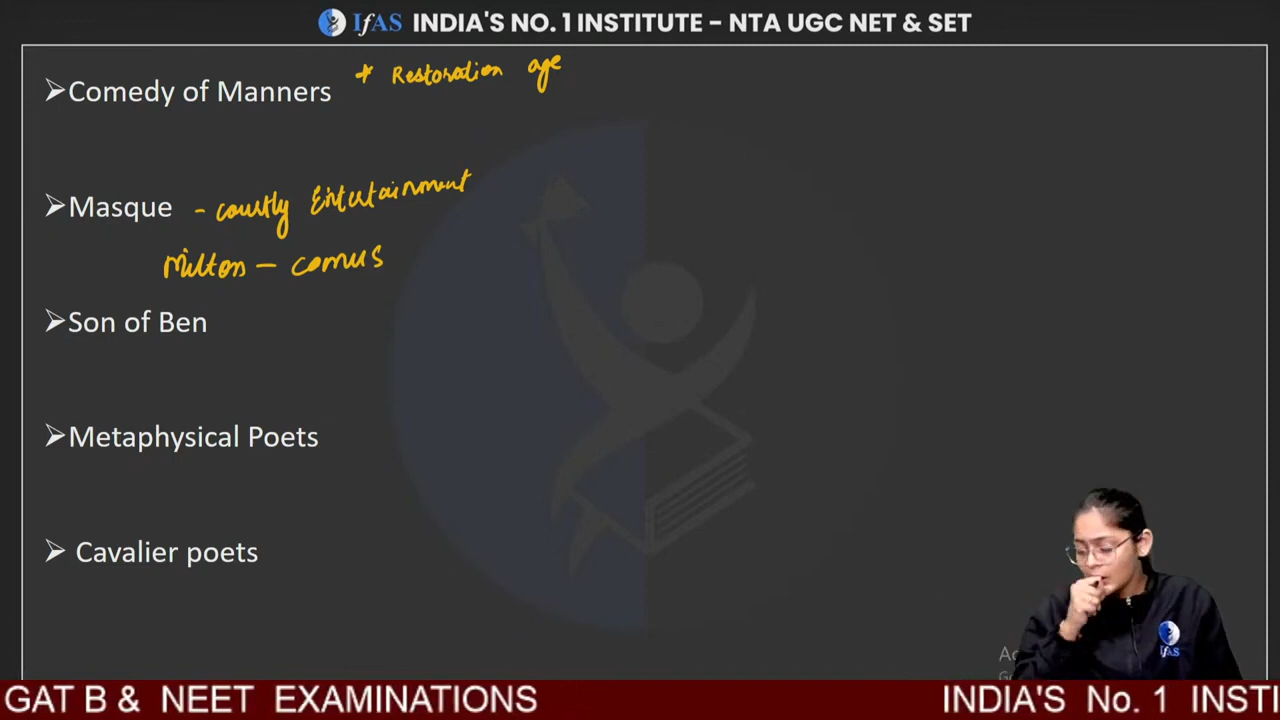 IfAS INDIA'S NO. 1 INSTITUTE – NTA UGC NET & SET
➢Comedy of Manners * Restoration age
➢Masque - courtly Entertainment
Milton — comus
➢Son of Ben
➢Metaphysical Poets
➢ Cavalier poets
IfAS
GAT B & NEET EXAMINATIONS INDIA'S No. 1 INSTI